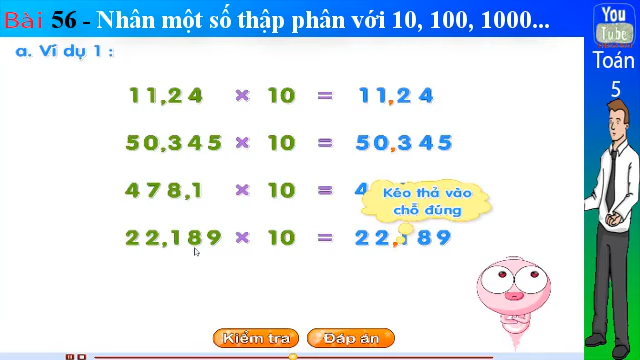 Bài 56 - Nhân một số thập phân với 10, 100, 1000...
You
Tube
Toán
5
a. Ví dụ 1 :
11,24 × 10 = 11,24
50,345 × 10 = 50,345
478,1 × 10 = 4
Kéo thả vào
chỗ đúng
22,189 × 10 = 22,189
Kiểm tra
Đáp án